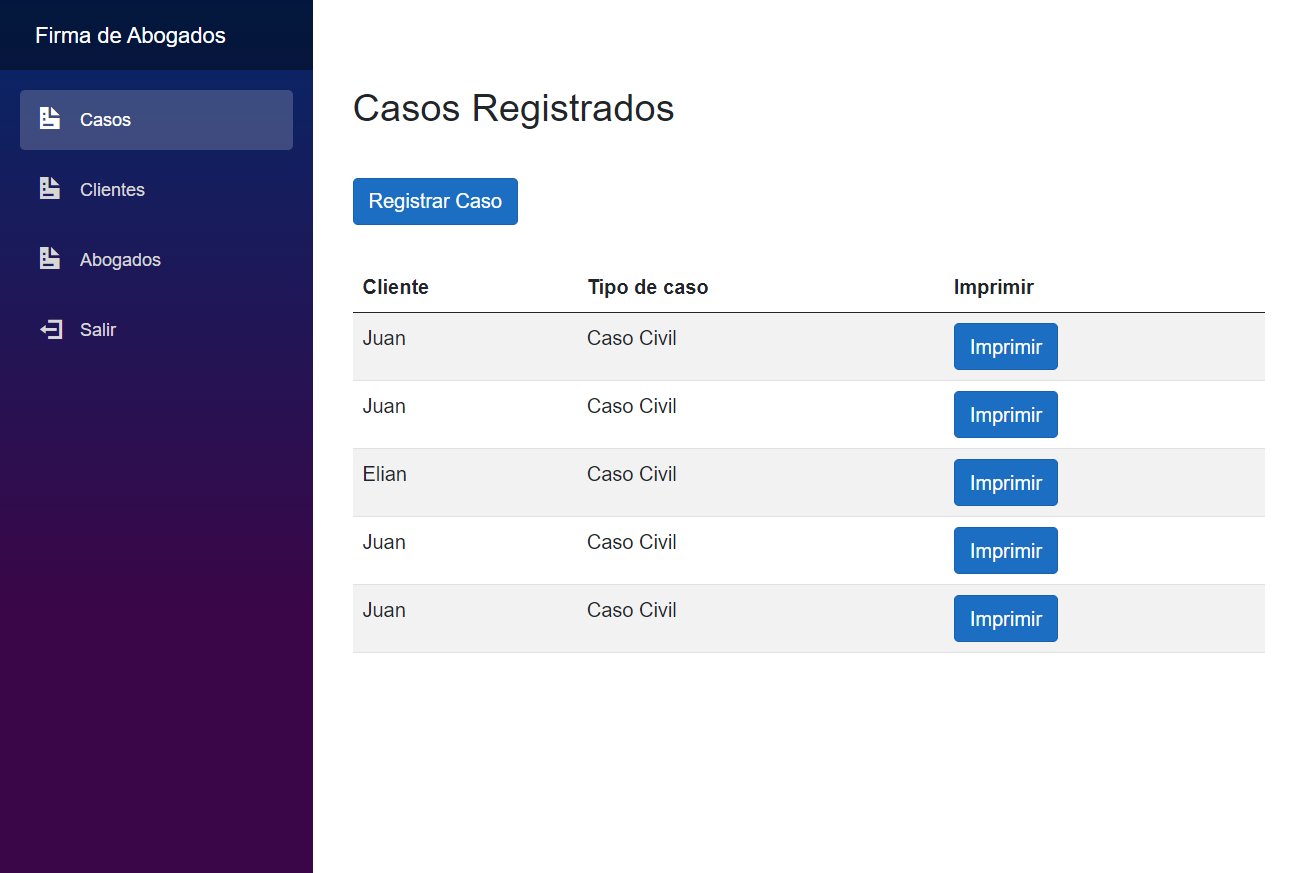 Firma de Abogados
Casos
Clientes
Abogados
Salir
Casos Registrados
Registrar Caso
Cliente Tipo de caso Imprimir
Juan Caso Civil Imprimir
Juan Caso Civil Imprimir
Elian Caso Civil Imprimir
Juan Caso Civil Imprimir
Juan Caso Civil Imprimir